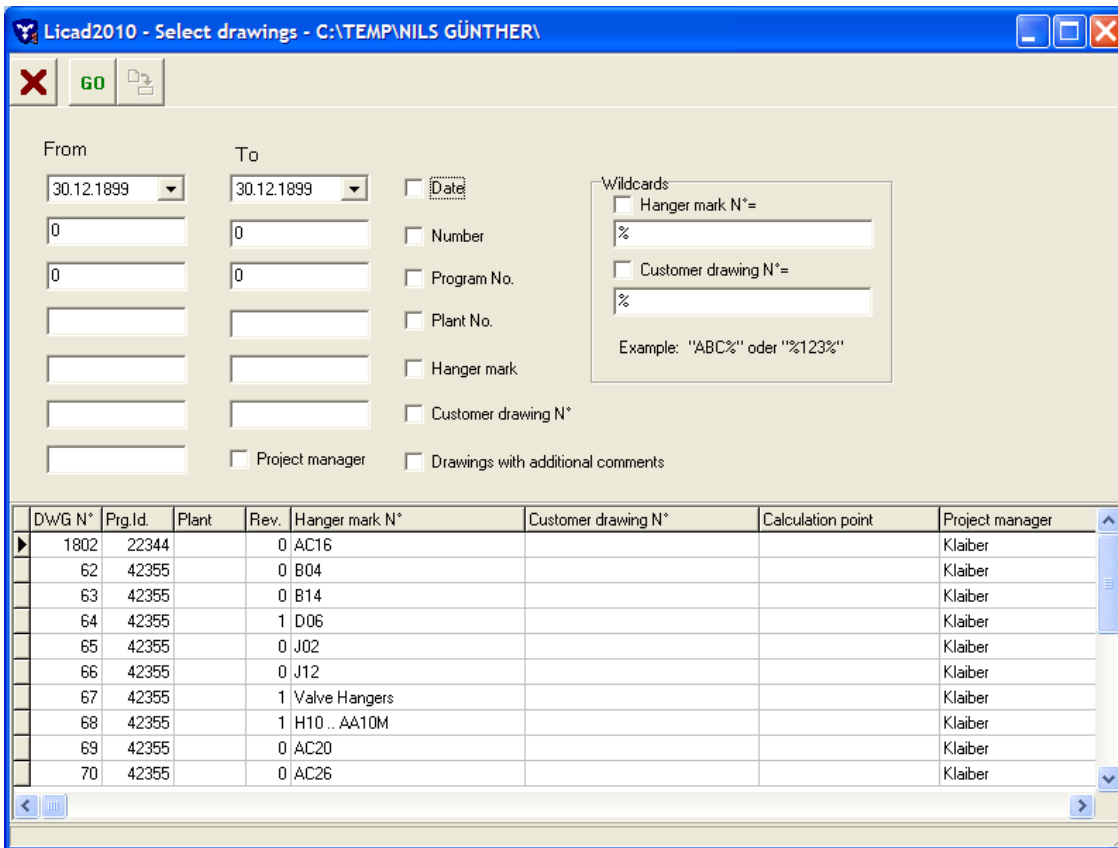 Licad2010 - Select drawings - C:\TEMP\NILS GÜNTHER\
GO
From To
30.12.1899 30.12.1899 Date
0 0 Number
0 0 Program No.
Plant No.
Hanger mark
Customer drawing N°
Project manager Drawings with additional comments
Wildcards
Hanger mark N°=
%
Customer drawing N°=
%
Example: "ABC%" oder "%123%"
DWG N° Prg.Id. Plant Rev. Hanger mark N° Customer drawing N° Calculation point Project manager
1802 22344 0 AC16 Klaiber
62 42355 0 B04 Klaiber
63 42355 0 B14 Klaiber
64 42355 1 D06 Klaiber
65 42355 0 J02 Klaiber
66 42355 0 J12 Klaiber
67 42355 1 Valve Hangers Klaiber
68 42355 1 H10 .. AA10M Klaiber
69 42355 0 AC20 Klaiber
70 42355 0 AC26 Klaiber